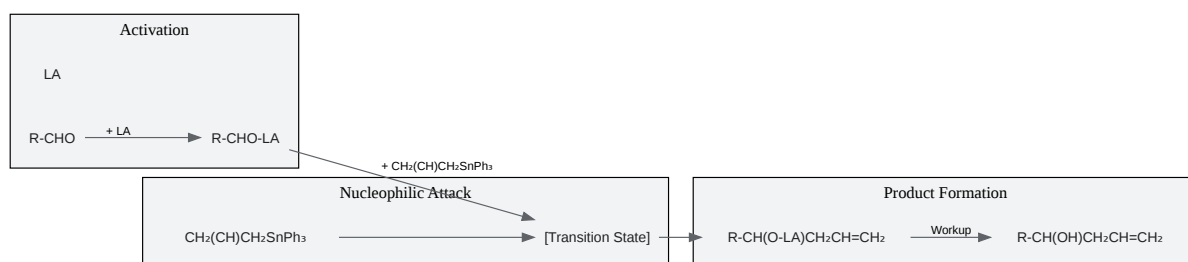 Activation
LA
R-CHO
+ LA
R-CHO-LA
+ CH₂(CH)CH₂SnPh₃
Nucleophilic Attack
CH₂(CH)CH₂SnPh₃
[Transition State]
Product Formation
R-CH(O-LA)CH₂CH=CH₂
Workup
R-CH(OH)CH₂CH=CH₂